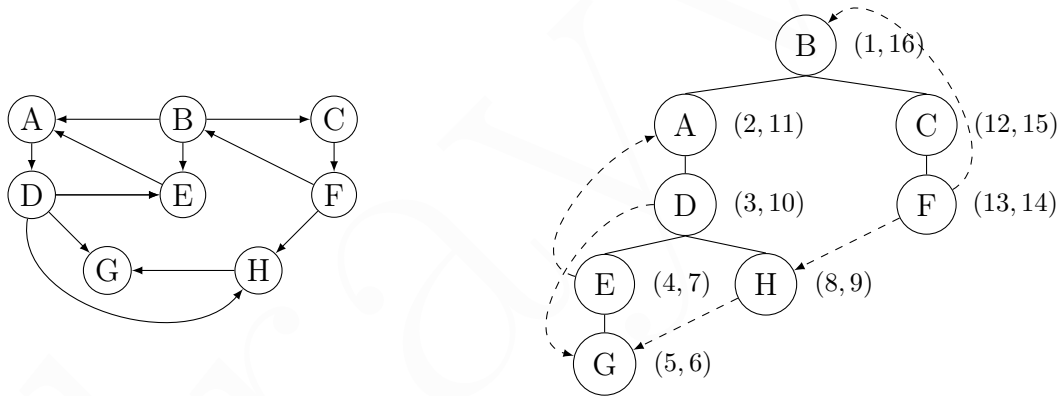 B (1, 16)
A B C
A (2, 11) C (12, 15)
D E F
D (3, 10) F (13, 14)
G H
E (4, 7) H (8, 9)
G (5, 6)